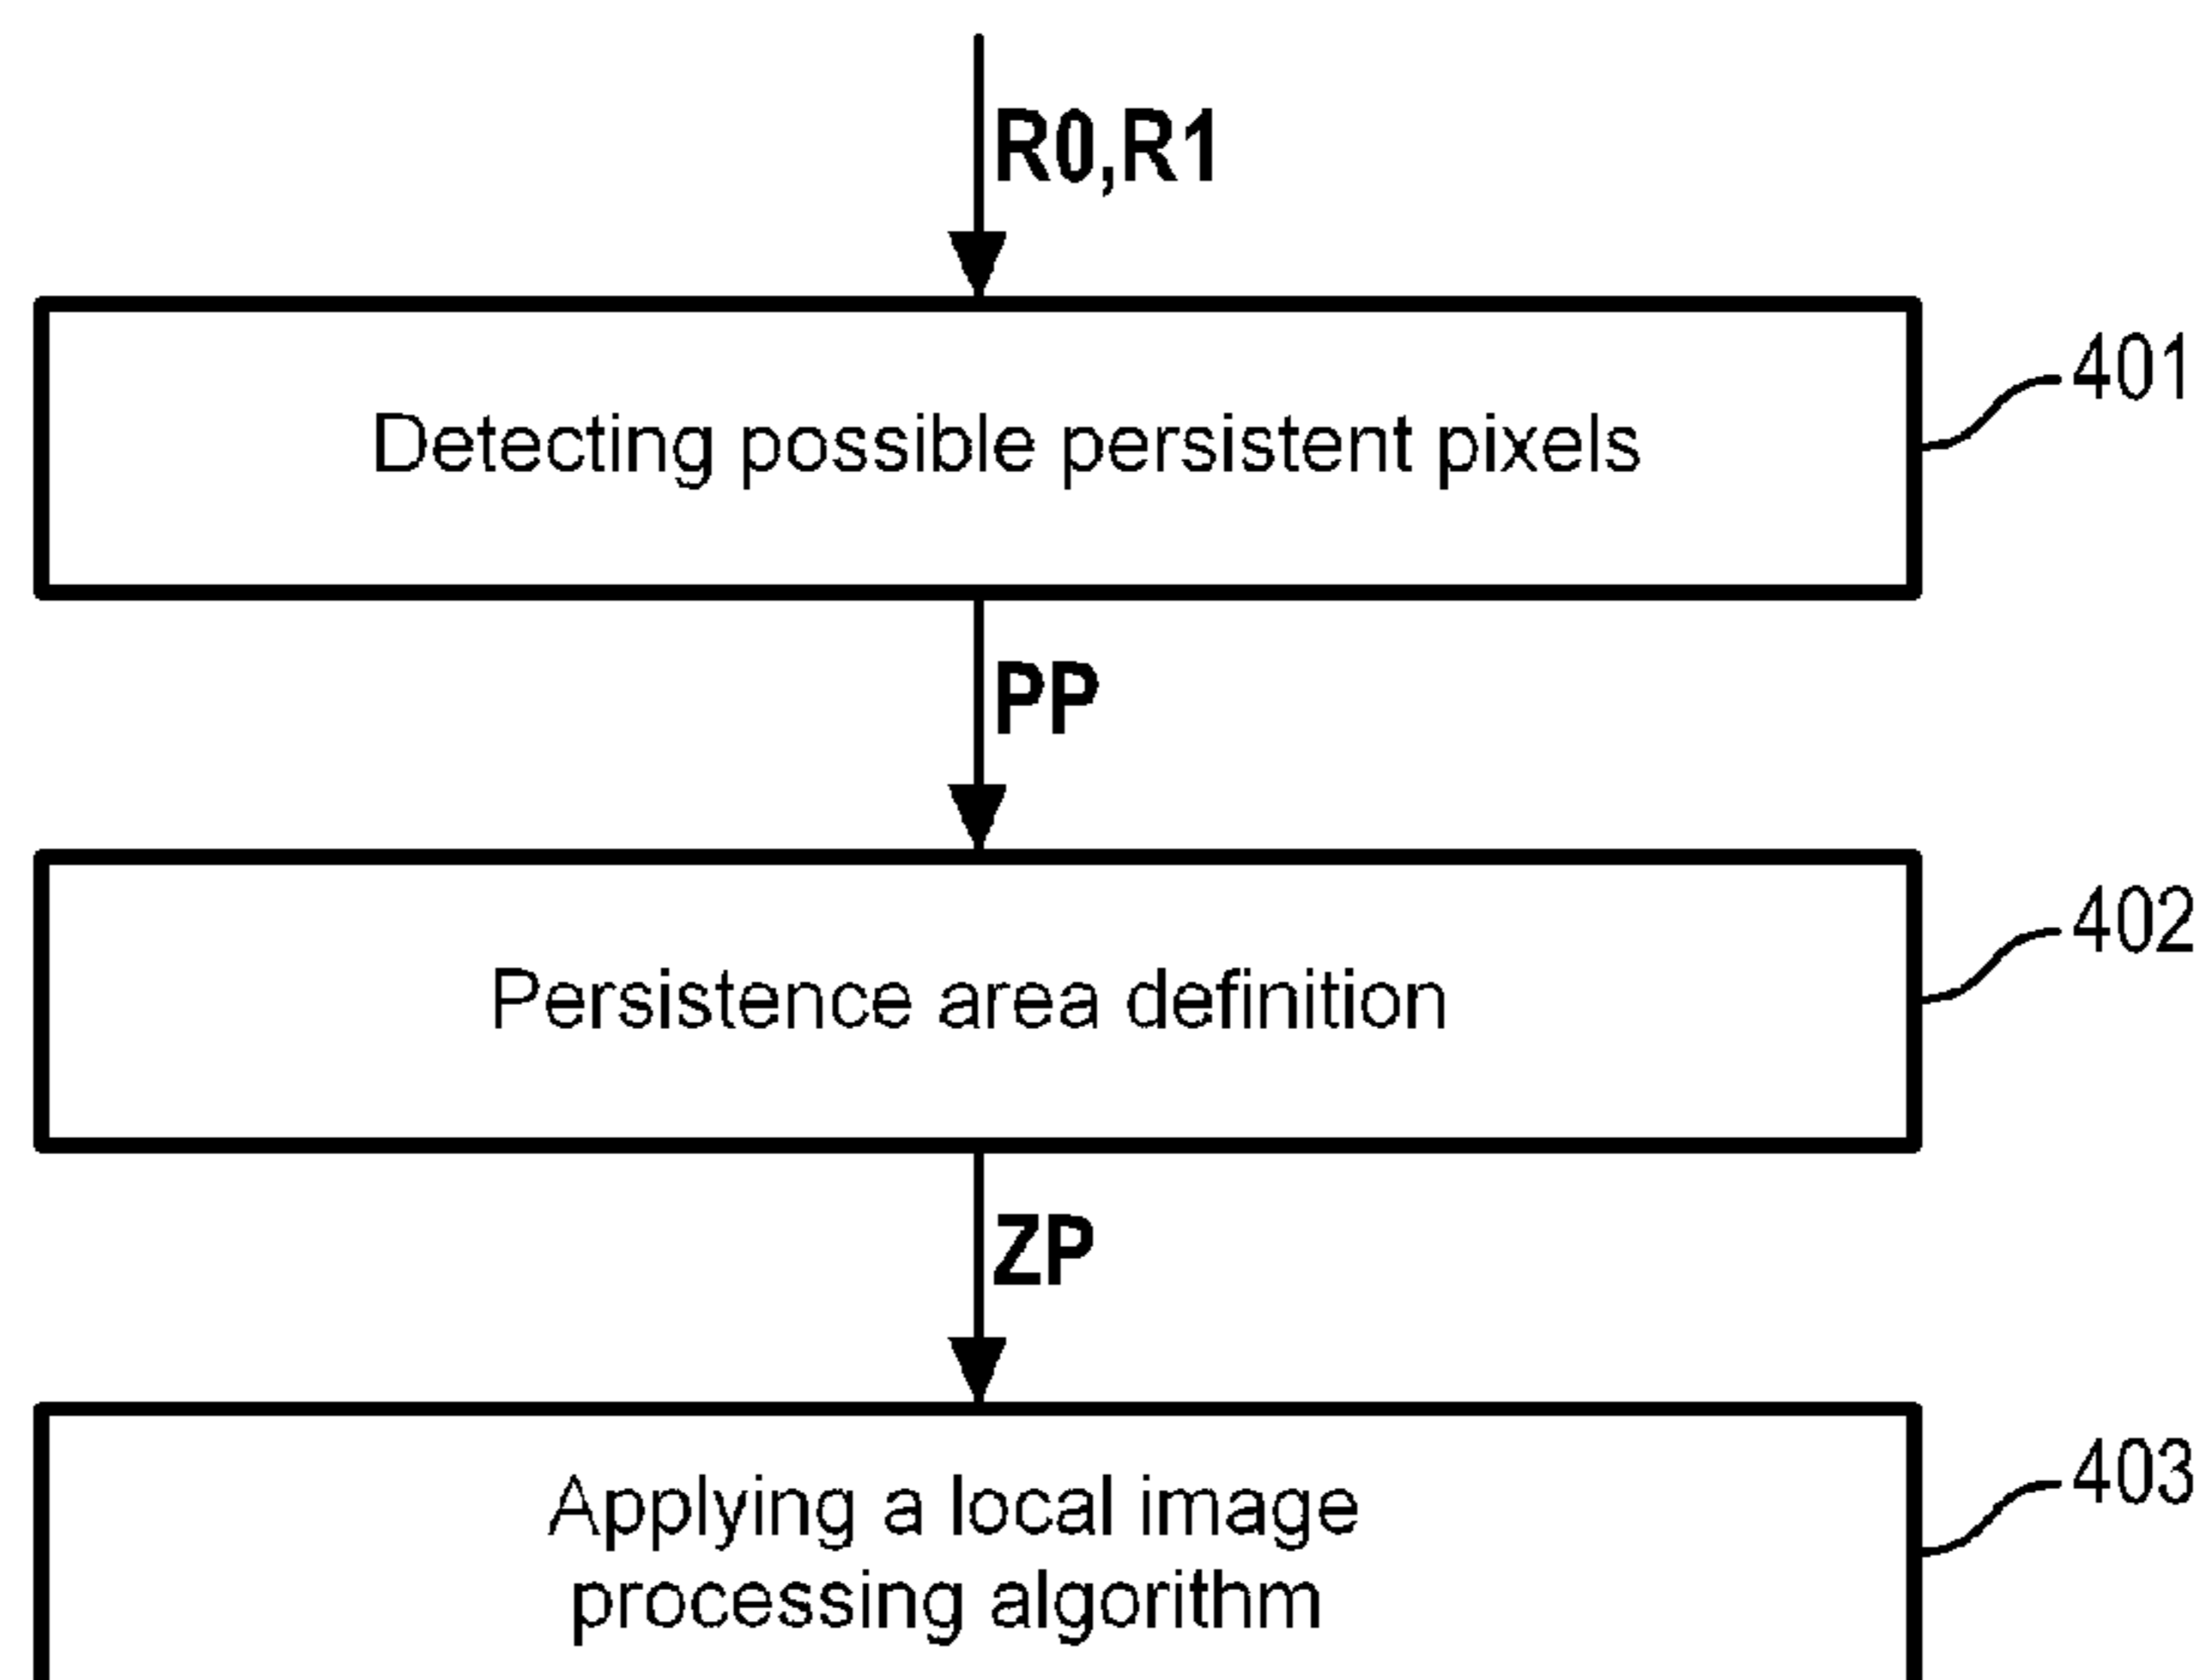 R0,R1
Detecting possible persistent pixels
401
PP
Persistence area definition
402
ZP
Applying a local image
processing algorithm
403